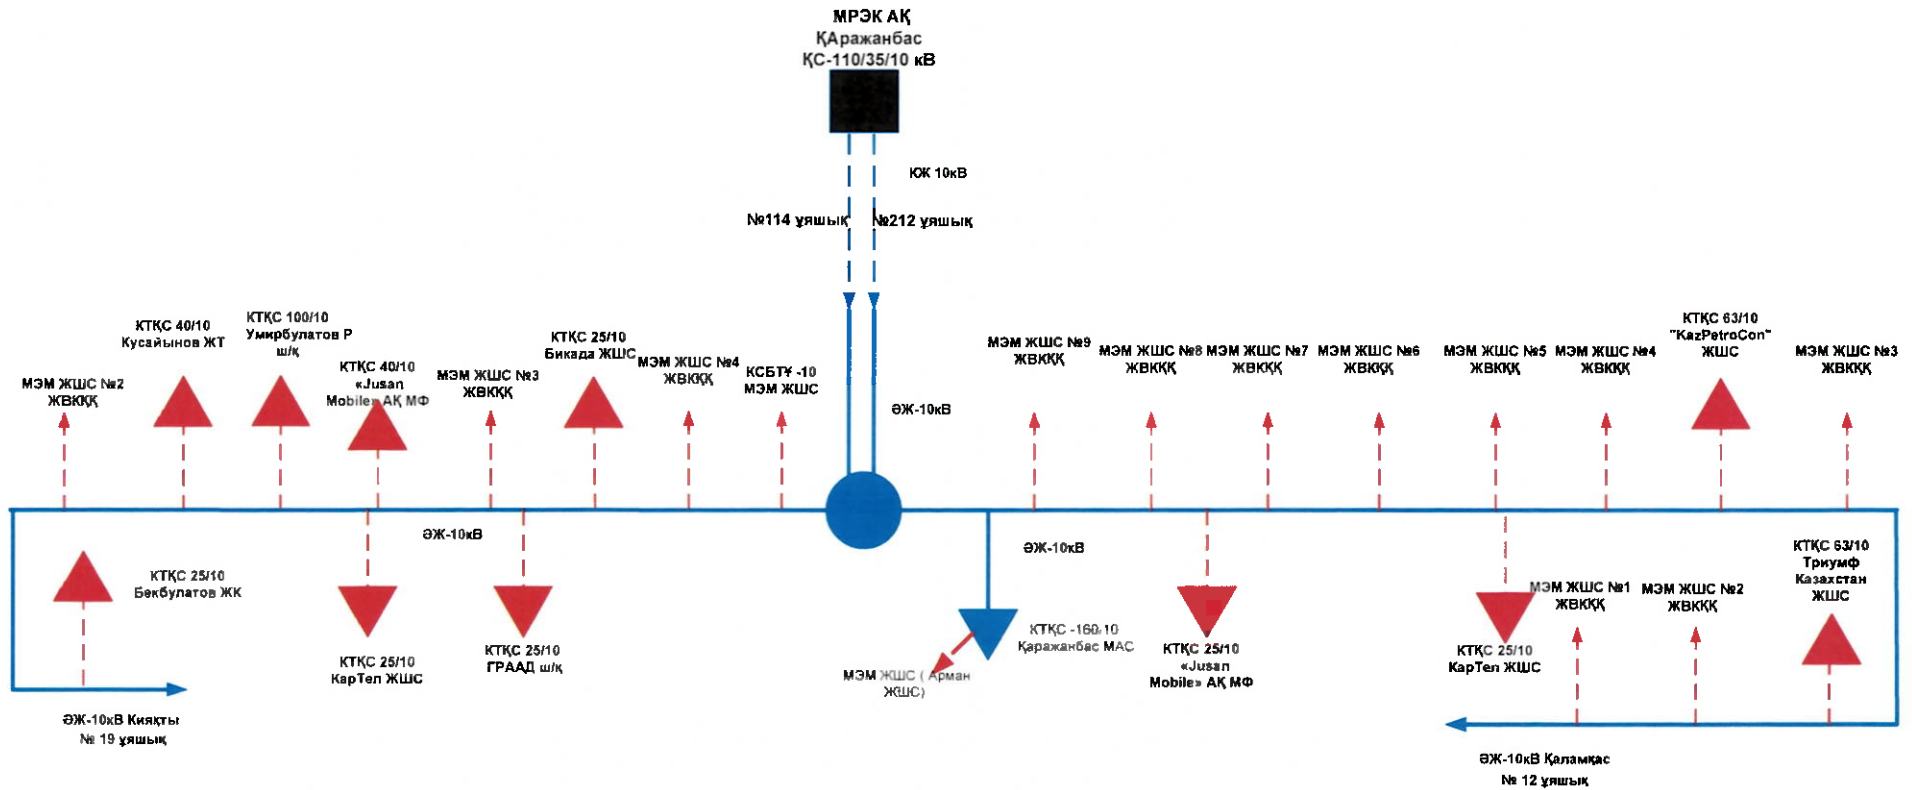 МРЭК АҚ
ҚАражанбас
ҚС-110/35/10 кВ
КЖ 10кВ
№114 ұяшық
№212 ұяшық
ӘЖ-10кВ
МЭМ ЖШС №2
ЖВКҚҚ
КТҚС 40/10
Кусайынов ЖТ
КТҚС 100/10
Умирбулатов Р
ш/қ
КТҚС 40/10
«Jusan
Mobile» АҚ МФ
МЭМ ЖШС №3
ЖВКҚҚ
КТҚС 25/10
Бикада ЖШС
МЭМ ЖШС №4
ЖВКҚҚ
КСБТҰ -10
МЭМ ЖШС
МЭМ ЖШС №9
ЖВКҚҚ
МЭМ ЖШС №8
ЖВКҚҚ
МЭМ ЖШС №7
ЖВКҚҚ
МЭМ ЖШС №6
ЖВКҚҚ
МЭМ ЖШС №5
ЖВКҚҚ
МЭМ ЖШС №4
ЖВКҚҚ
КТҚС 63/10
"KazPetroCon"
ЖШС
МЭМ ЖШС №3
ЖВКҚҚ
ӘЖ-10кВ
ӘЖ-10кВ
КТҚС 25/10
Бекбулатов ЖК
КТҚС 25/10
КарТел ЖШС
КТҚС 25/10
ГРААД ш/қ
КТҚС -160/10
Қаражанбас МАС
МЭМ ЖШС ( Арман
ЖШС)
КТҚС 25/10
«Jusan
Mobile» АҚ МФ
КТҚС 25/10
КарТел ЖШС
МЭМ ЖШС №1
ЖВКҚҚ
МЭМ ЖШС №2
ЖВКҚҚ
КТҚС 63/10
Триумф
Казахстан
ЖШС
ӘЖ-10кВ Кияқты
№ 19 ұяшық
ӘЖ-10кВ Қаламқас
№ 12 ұяшық